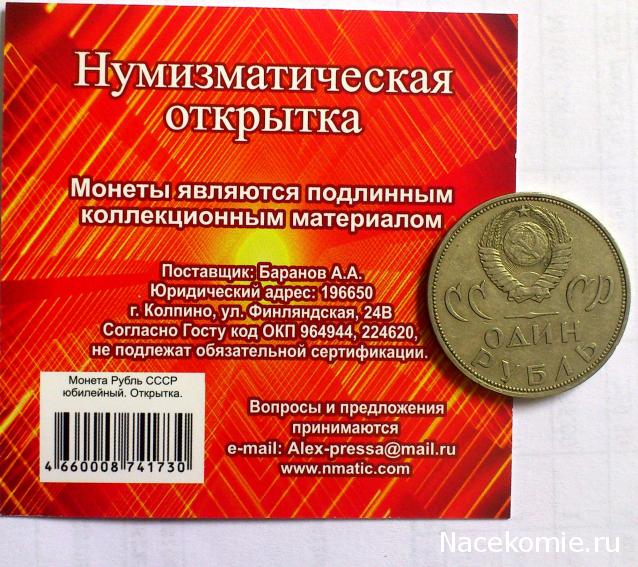 Нумизматическая
открытка
Монеты являются подлинным
коллекционным материалом
Поставщик: Баранов А.А.
Юридический адрес: 196650
г. Колпино, ул. Финляндская, 24В
Согласно Госту код ОКП 964944, 224620,
не подлежат обязательной сертификации.
Монета Рубль СССР
юбилейный. Открытка.
4 660008 741730
Вопросы и предложения
принимаются
e-mail: Alex-pressa@mail.ru
www.nmatic.com
СС СР
ОДИН
РУБЛЬ
Nacekomie.ru